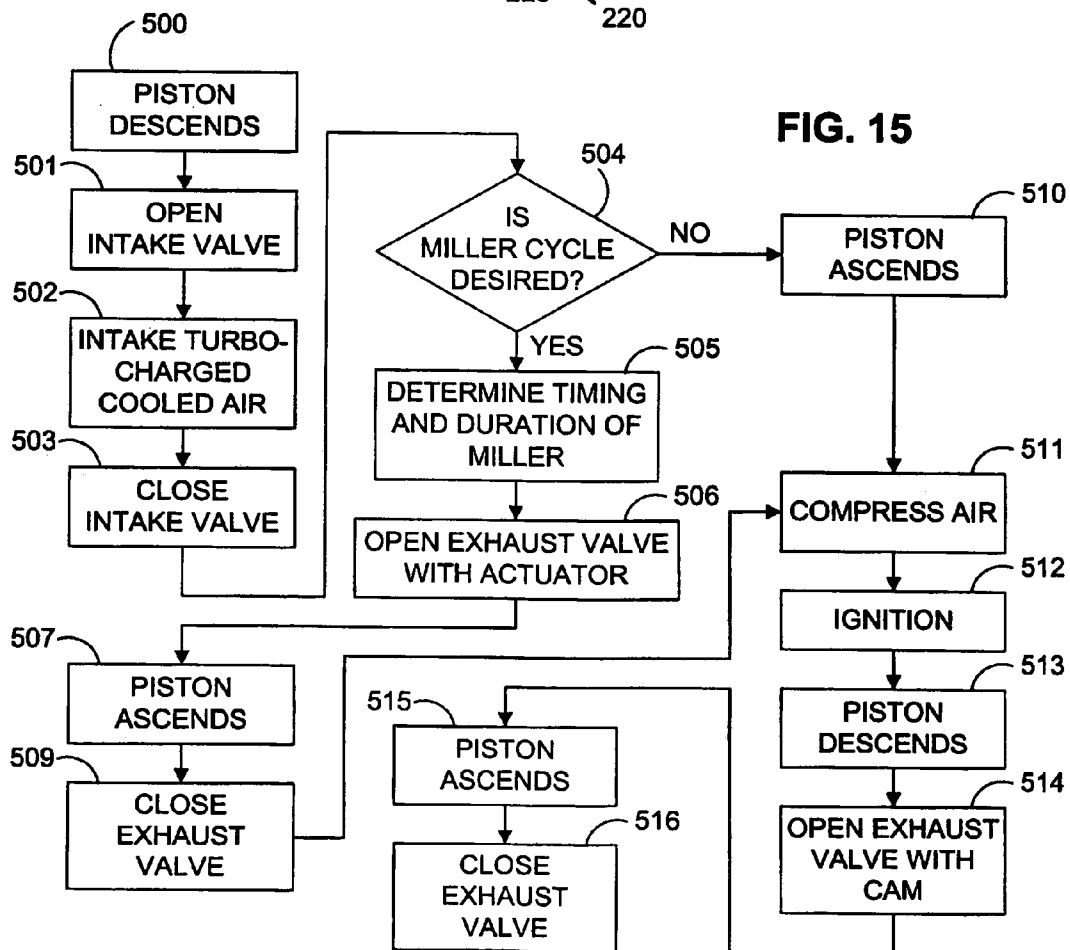 220
500
PISTON
DESCENDS
501
OPEN
INTAKE VALVE
502
INTAKE TURBO-
CHARGED
COOLED AIR
503
CLOSE
INTAKE VALVE
FIG. 15
504
IS
MILLER CYCLE
DESIRED?
NO
YES
505
DETERMINE TIMING
AND DURATION OF
MILLER
506
OPEN EXHAUST VALVE
WITH ACTUATOR
507
PISTON
ASCENDS
509
CLOSE
EXHAUST
VALVE
510
PISTON
ASCENDS
511
COMPRESS AIR
512
IGNITION
513
PISTON
DESCENDS
514
OPEN EXHAUST
VALVE WITH
CAM
515
PISTON
ASCENDS
516
CLOSE
EXHAUST
VALVE